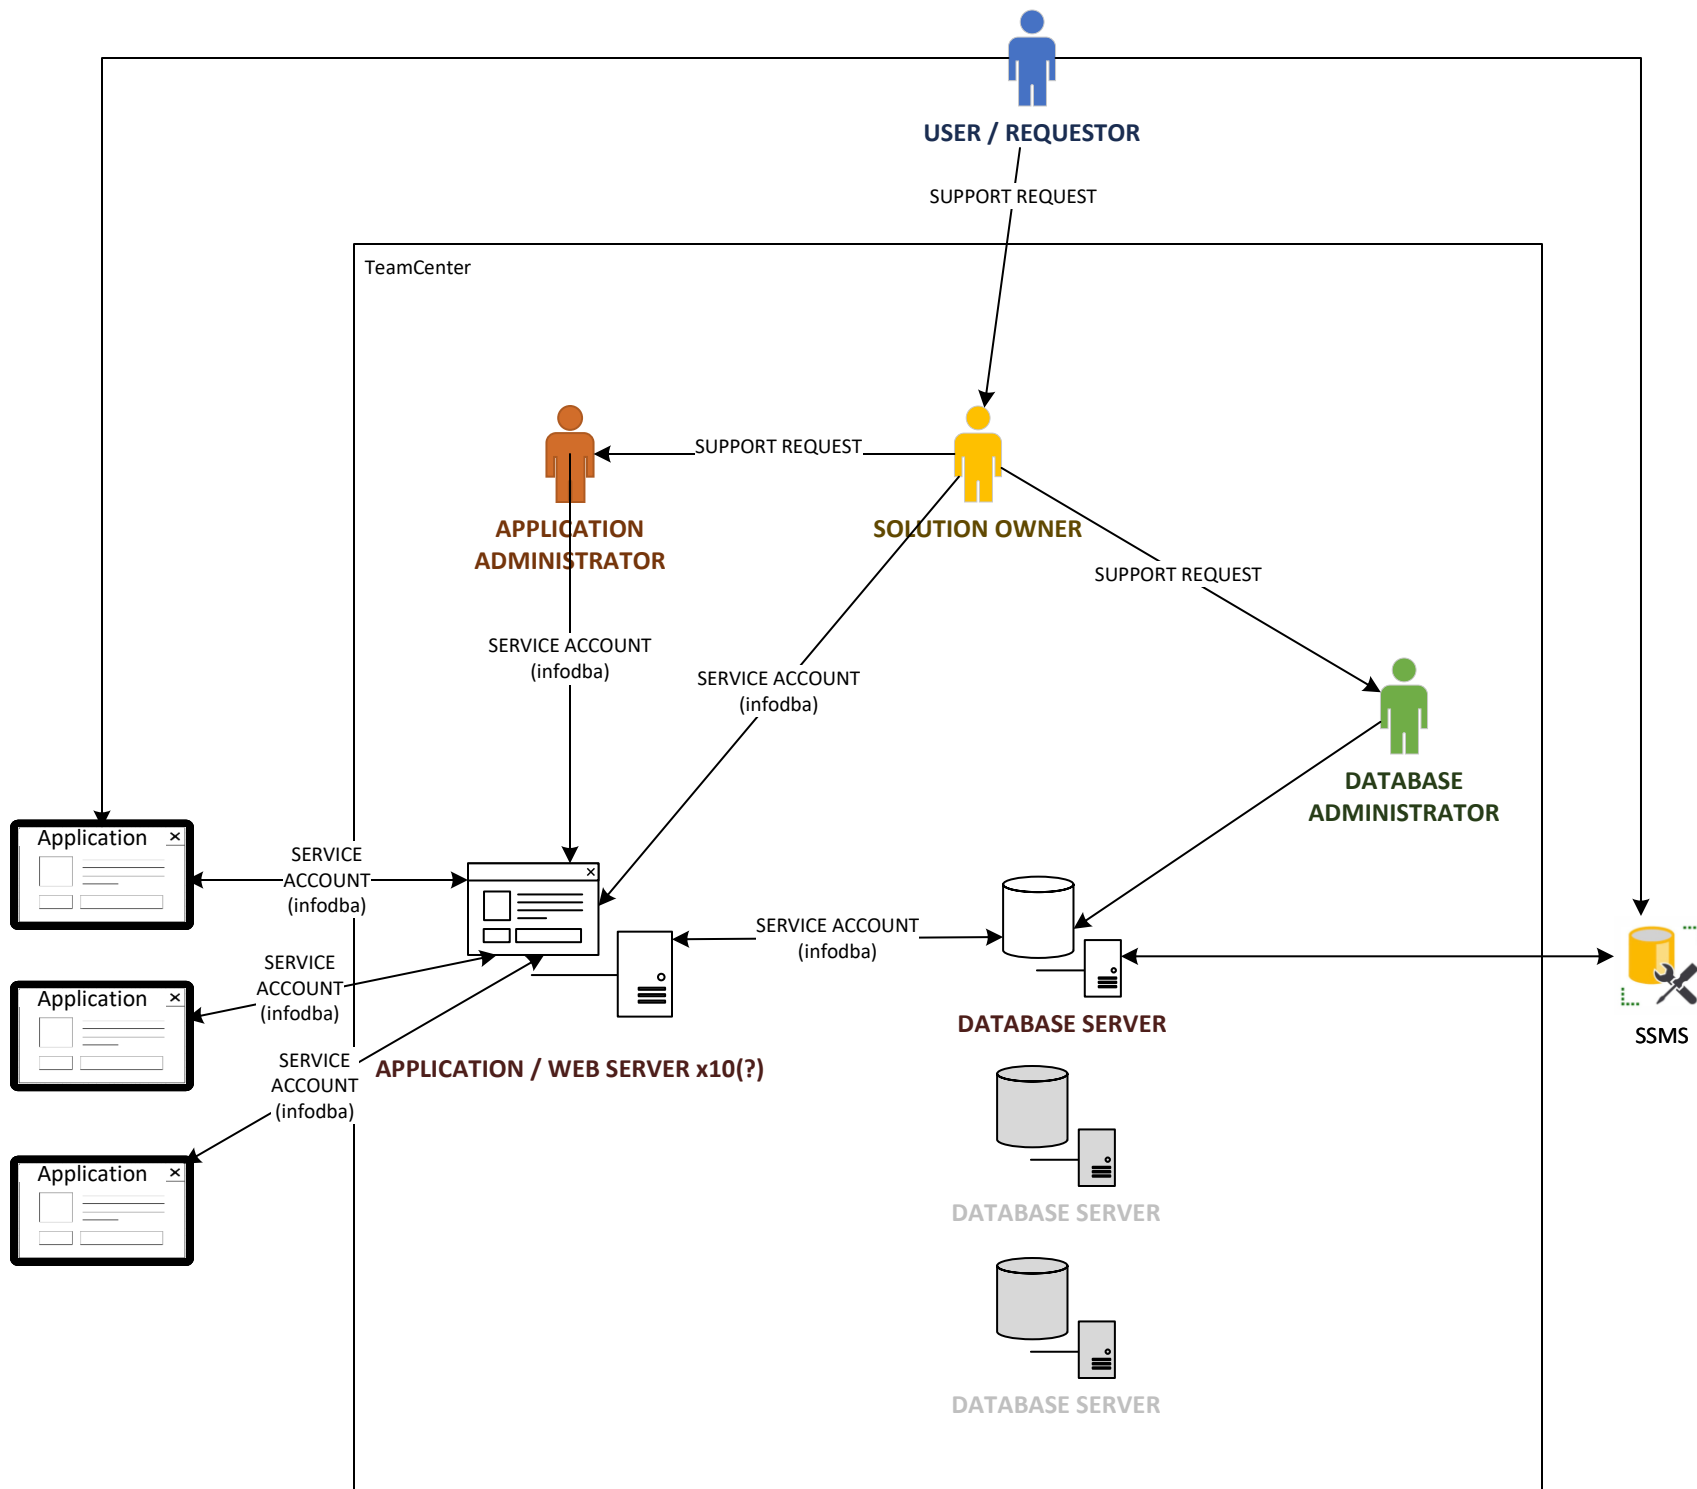 USER / REQUESTOR
SUPPORT REQUEST
TeamCenter
SUPPORT REQUEST
APPLICATION
ADMINISTRATOR
SOLUTION OWNER
SUPPORT REQUEST
SERVICE ACCOUNT
(infodba)
SERVICE ACCOUNT
(infodba)
DATABASE
ADMINISTRATOR
Application
SERVICE
ACCOUNT
(infodba)
SERVICE ACCOUNT
(infodba)
Application
SERVICE
ACCOUNT
(infodba)
DATABASE SERVER
SSMS
APPLICATION / WEB SERVER x10(?)
SERVICE
ACCOUNT
(infodba)
Application
DATABASE SERVER
DATABASE SERVER